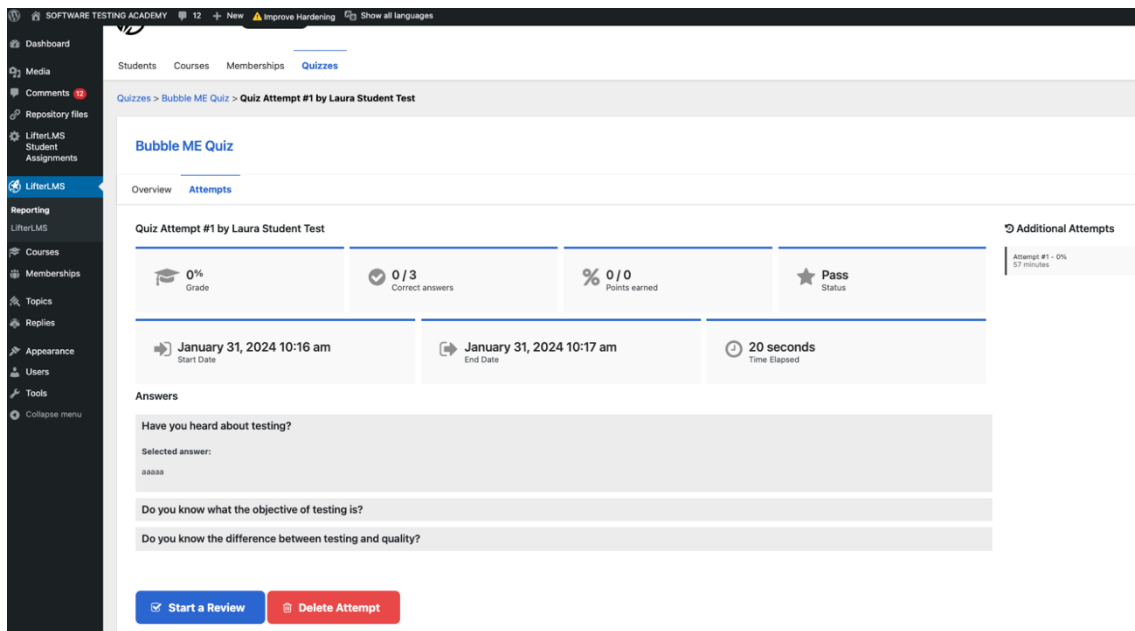 SOFTWARE TESTING ACADEMY 12 + New Improve Hardening Show all languages
Dashboard
Media
Comments 12
Repository files
LifterLMS
Student
Assignments
LifterLMS
Reporting
LifterLMS
Courses
Memberships
Topics
Replies
Appearance
Users
Tools
Collapse menu
Students Courses Memberships Quizzes
Quizzes > Bubble ME Quiz > Quiz Attempt #1 by Laura Student Test
Bubble ME Quiz
Overview Attempts
Quiz Attempt #1 by Laura Student Test
0%
Grade
0 / 3
Correct answers
0 / 0
Points earned
Pass
Status
January 31, 2024 10:16 am
Start Date
January 31, 2024 10:17 am
End Date
20 seconds
Time Elapsed
Answers
Have you heard about testing?
Selected answer:
aaaaa
Do you know what the objective of testing is?
Do you know the difference between testing and quality?
Start a Review Delete Attempt
Additional Attempts
Attempt #1 - 0%
57 minutes